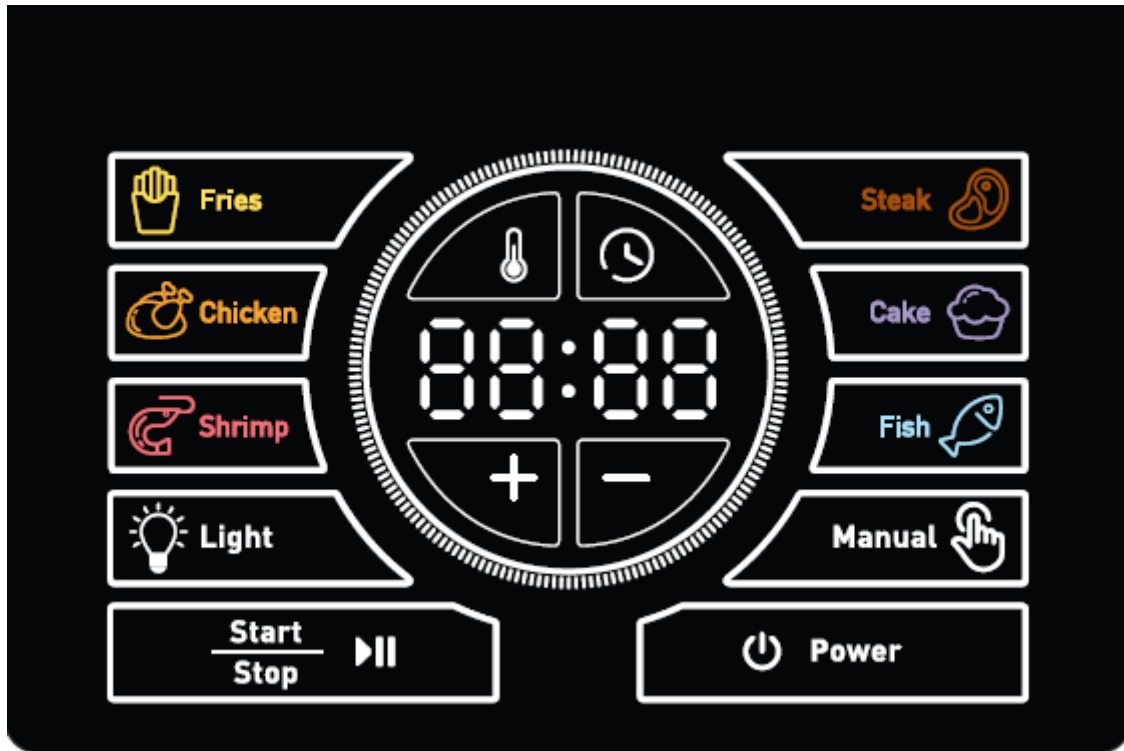 Fries
Steak
Chicken
Cake
88:88
Shrimp
Fish
+ −
Light
Manual
Start
Stop
Power